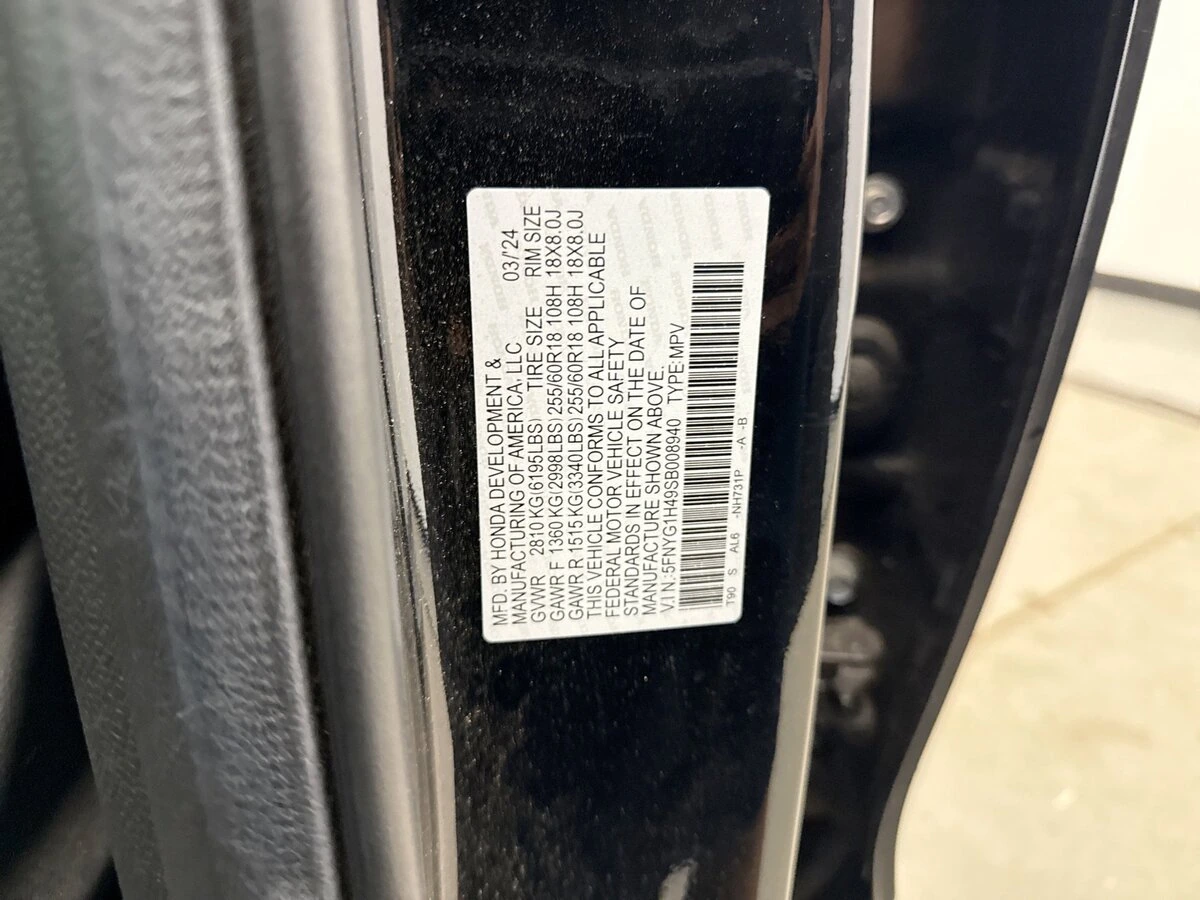 MFD. BY HONDA DEVELOPMENT &
MANUFACTURING OF AMERICA, LLC 03/'24
GVWR 2810 KG(6195LBS) TIRE SIZE RIM SIZE
GAWR F 1360 KG(2998LBS) 255/60R18 108H 18X8.0J
GAWR R 1515 KG(3340LBS) 255/60R18 108H 18X8.0J
THIS VEHICLE CONFORMS TO ALL APPLICABLE
FEDERAL MOTOR VEHICLE SAFETY
STANDARDS IN EFFECT ON THE DATE OF
MANUFACTURE SHOWN ABOVE.
V.I.N.:5FNYG1H49SB008940 TYPE:MPV
T90 S AL6 -NH731P -A -B
HONDA